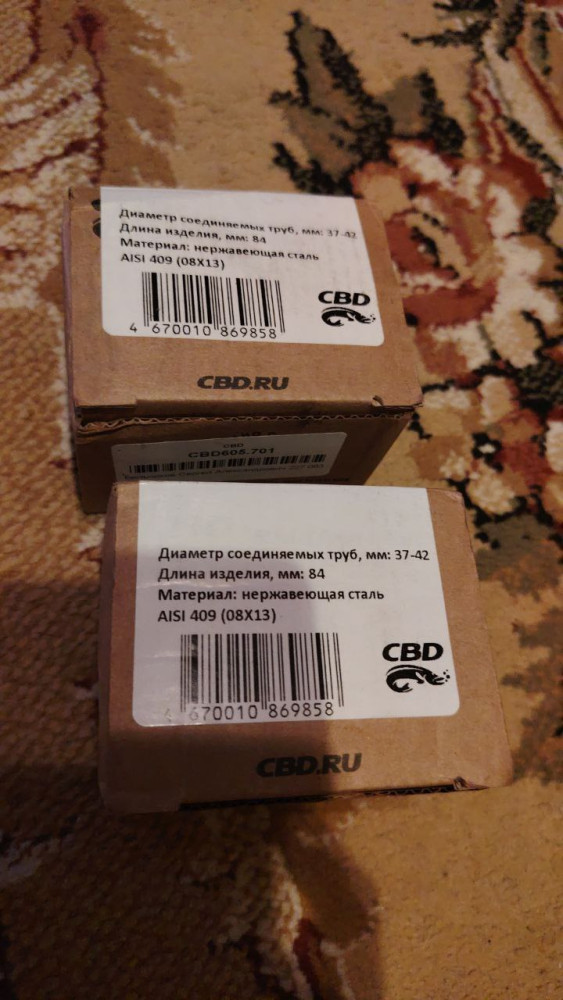 Диаметр соединяемых труб, мм: 37-42
Длина изделия, мм: 84
Материал: нержавеющая сталь
AISI 409 (08X13)
CBD
4 670010 869858
CBD.RU
CBD
CBD605.701
Диаметр соединяемых труб, мм: 37-42
Длина изделия, мм: 84
Материал: нержавеющая сталь
AISI 409 (08X13)
CBD
4 670010 869858
CBD.RU